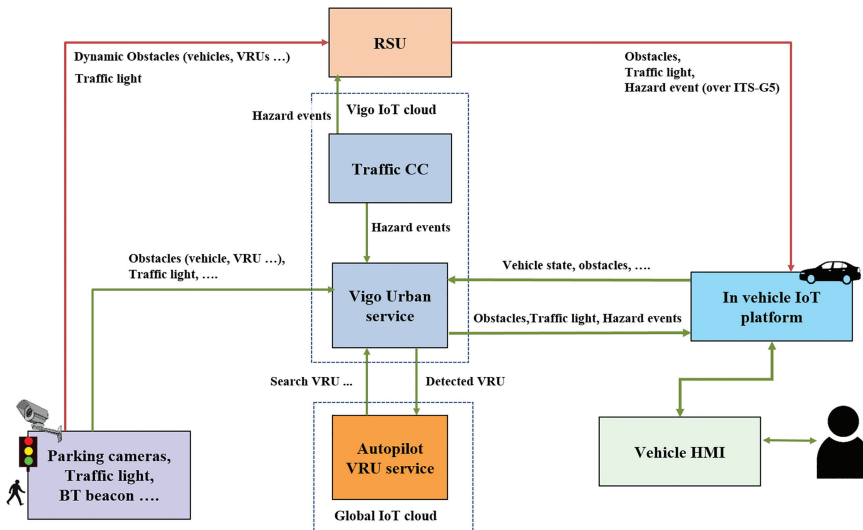 RSU
Dynamic Obstacles (vehicles, VRUs …)
Traffic light
Obstacles,
Traffic light,
Hazard event (over ITS-G5)
Hazard events
Vigo IoT cloud
Traffic CC
Hazard events
Obstacles (vehicle, VRU …),
Traffic light, ….
Vehicle state, obstacles, ….
Vigo Urban
service
In vehicle IoT
platform
Obstacles,Traffic light, Hazard events
Search VRU ...
Detected VRU
Autopilot
VRU service
Global IoT cloud
Parking cameras,
Traffic light,
BT beacon ….
Vehicle HMI